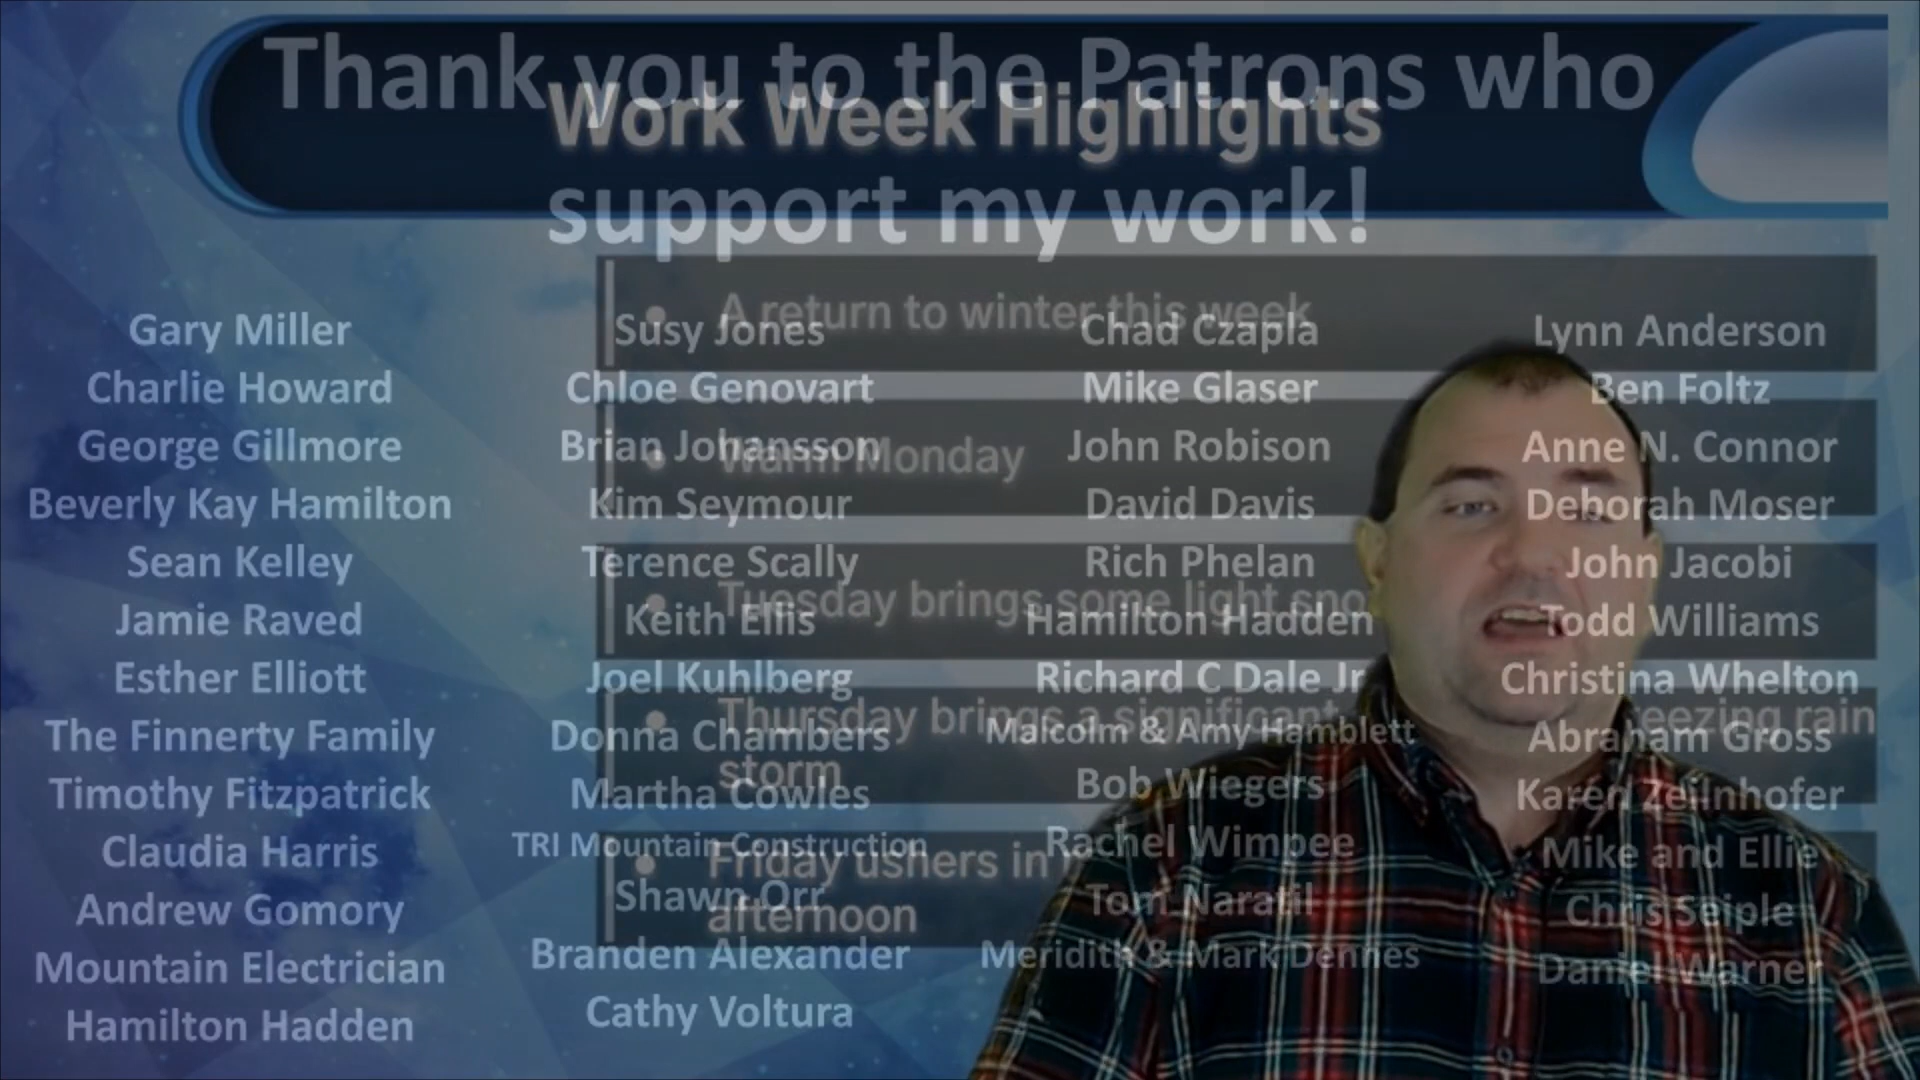 Thank you to the Patrons who
support my work!
Work Week Highlights
A return to winter this week
Warm Monday
Tuesday brings some light sno
Thursday brings a significant eezing rain
storm
Friday ushers in
afternoon
Gary Miller
Charlie Howard
George Gillmore
Beverly Kay Hamilton
Sean Kelley
Jamie Raved
Esther Elliott
The Finnerty Family
Timothy Fitzpatrick
Claudia Harris
Andrew Gomory
Mountain Electrician
Hamilton Hadden
Susy Jones
Chloe Genovart
Brian Johansson
Kim Seymour
Terence Scally
Keith Ellis
Joel Kuhlberg
Donna Chambers
Martha Cowles
TRI Mountain Construction
Shawn Orr
Branden Alexander
Cathy Voltura
Chad Czapla
Mike Glaser
John Robison
David Davis
Rich Phelan
Hamilton Hadden
Richard C Dale Jr
Malcolm & Amy Hamblett
Bob Wiegers
Rachel Wimpee
Tom Naratil
Meridith & Mark Dennes
Lynn Anderson
Ben Foltz
Anne N. Connor
Deborah Moser
John Jacobi
Todd Williams
Christina Whelton
Abraham Gross
Karen Zeilnhofer
Mike and Ellie
Chris Seiple
Daniel Warner